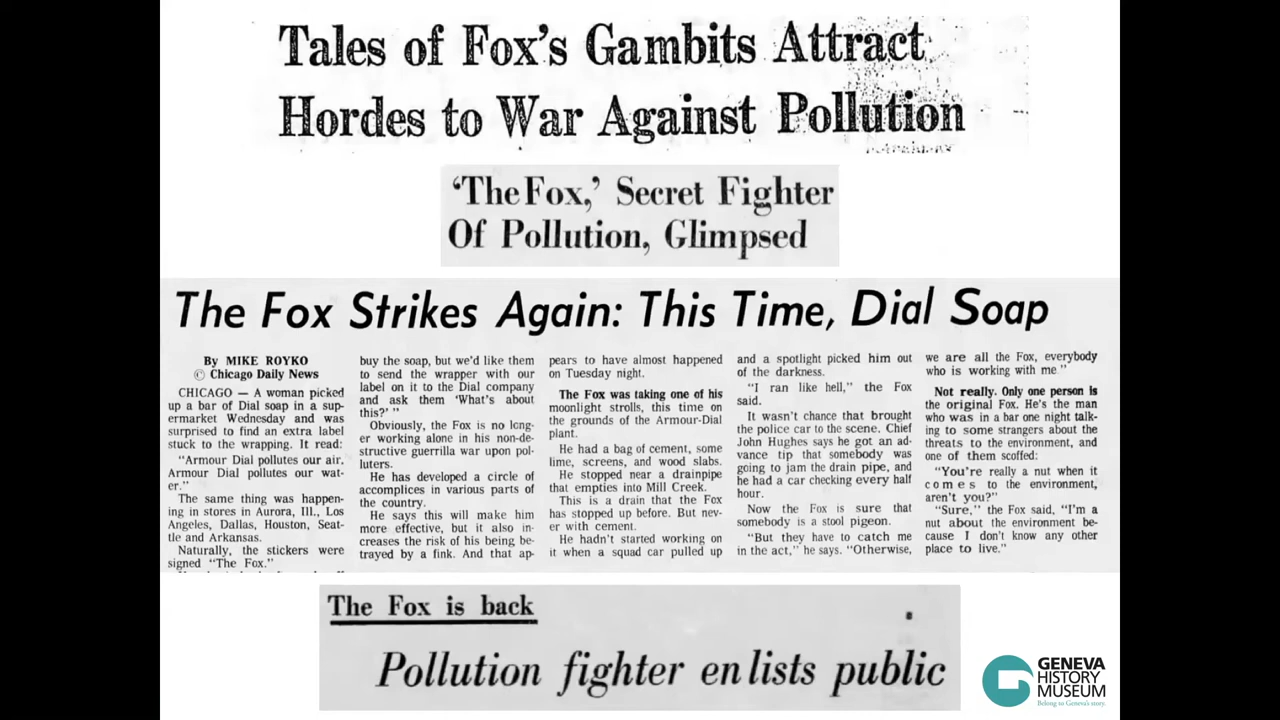 Tales of Fox's Gambits Attract
Hordes to War Against Pollution
'The Fox,' Secret Fighter
Of Pollution, Glimpsed
The Fox Strikes Again: This Time, Dial Soap
By MIKE ROYKO
© Chicago Daily News
CHICAGO — A woman picked
up a bar of Dial soap in a sup-
ermarket Wednesday and was
surprised to find an extra label
stuck to the wrapping. It read:
"Armour Dial pollutes our air.
Armour Dial pollutes our wat-
er."
The same thing was happen-
ing in stores in Aurora, Ill., Los
Angeles, Dallas, Houston, Seat-
tle and Arkansas.
Naturally, the stickers were
signed "The Fox."
buy the soap, but we'd like them
to send the wrapper with our
label on it to the Dial company
and ask them 'What's about
this?' "
Obviously, the Fox is no long-
er working alone in his non-de-
structive guerrilla war upon pol-
luters.
He has developed a circle of
accomplices in various parts of
the country.
He says this will make him
more effective, but it also in-
creases the risk of his being be-
trayed by a fink. And that ap-
pears to have almost happened
on Tuesday night.
The Fox was taking one of his
moonlight strolls, this time on
the grounds of the Armour-Dial
plant.
He had a bag of cement, some
lime, screens, and wood slabs.
He stopped near a drainpipe
that empties into Mill Creek.
This is a drain that the Fox
has stopped up before. But nev-
er with cement.
He hadn't started working on
it when a squad car pulled up
and a spotlight picked him out
of the darkness.
"I ran like hell," the Fox
said.
It wasn't chance that brought
the police car to the scene. Chief
John Hughes says he got an ad-
vance tip that somebody was
going to jam the drain pipe, and
he had a car checking every half
hour.
Now the Fox is sure that
somebody is a stool pigeon.
"But they have to catch me
in the act," he says. "Otherwise,
we are all the Fox, everybody
who is working with me."
Not really. Only one person is
the original Fox. He's the man
who was in a bar one night talk-
ing to some strangers about the
threats to the environment, and
one of them scoffed:
"You're really a nut when it
comes to the environment,
aren't you?"
"Sure," the Fox said, "I'm a
nut about the environment be-
cause I don't know any other
place to live."
The Fox is back
Pollution fighter enlists public
GENEVA
HISTORY
MUSEUM
Belong to Geneva's story.